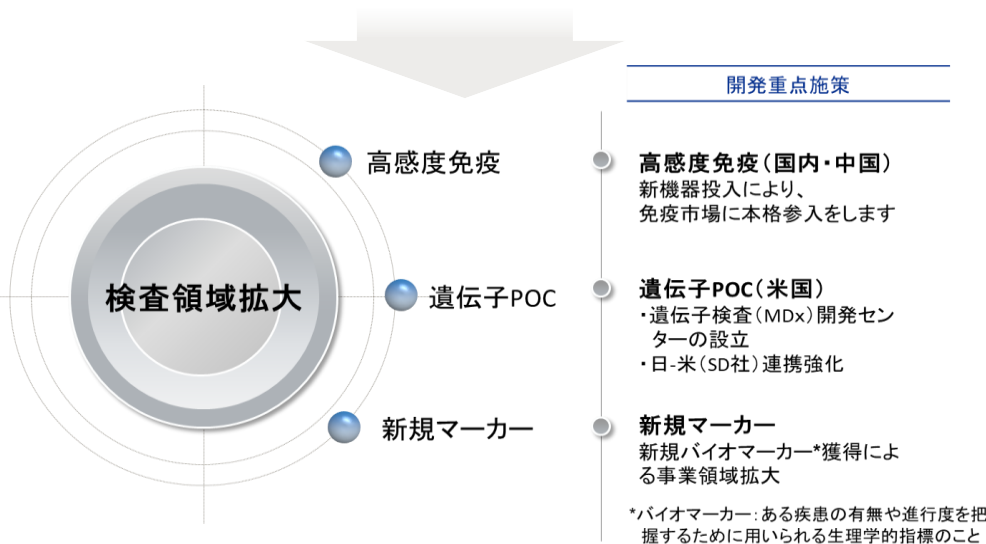 開発重点施策
検査領域拡大
高感度免疫
遺伝子POC
新規マーカー
高感度免疫（国内・中国）
新機器投入により、
免疫市場に本格参入をします
遺伝子POC（米国）
・遺伝子検査（MDx）開発セン
ターの設立
・日-米（SD社）連携強化
新規マーカー
新規バイオマーカー*獲得によ
る事業領域拡大
*バイオマーカー：ある疾患の有無や進行度を把
握するために用いられる生理学的指標のこと